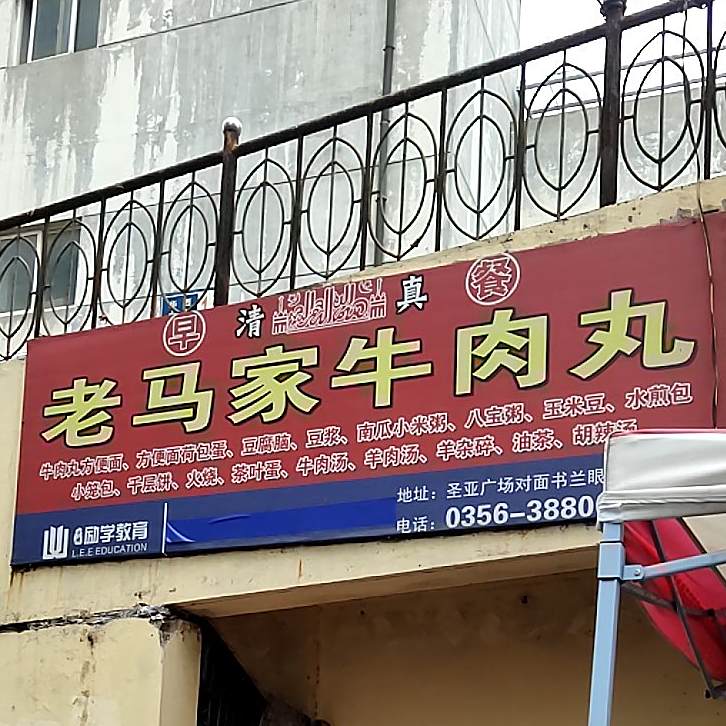 早 清 真 餐
老马家牛肉丸
牛肉丸方便面、方便面荷包蛋、豆腐脑、豆浆、南瓜小米粥、八宝粥、玉米豆、水煎包
小笼包、千层饼、火烧、茶叶蛋、牛肉汤、羊肉汤、羊杂碎、油茶、胡辣汤
地址：圣亚广场对面书兰眼
电话：0356-3880
励学教育
L.E.E EDUCATION